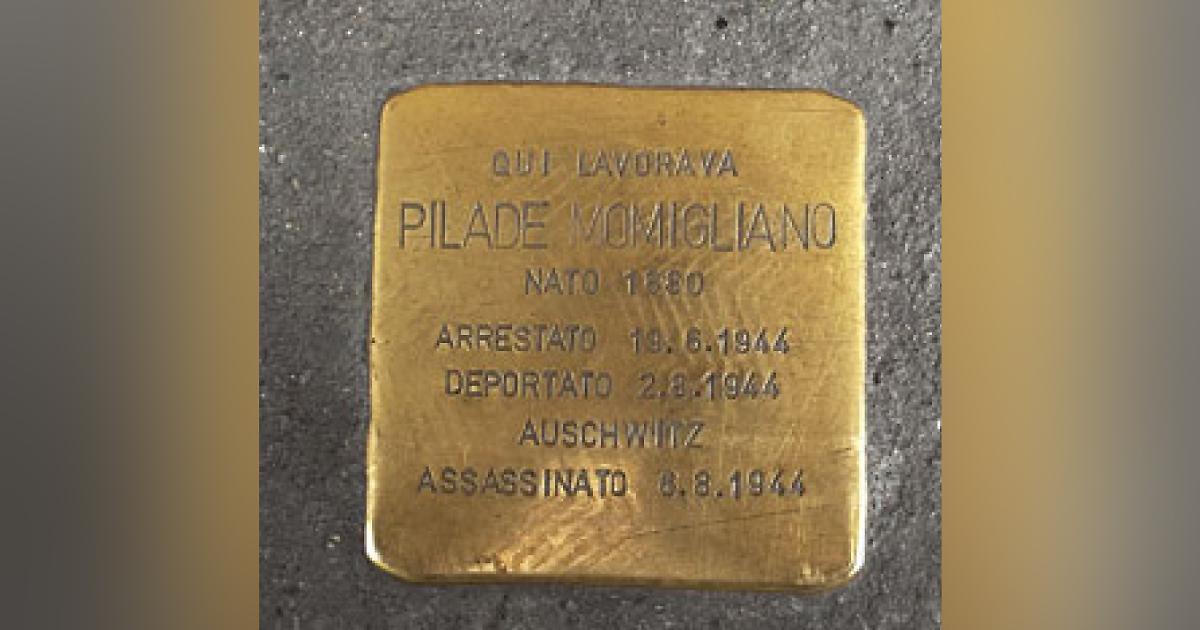 QUI LAVORAVA
PILADE MOMIGLIANO
NATO 1880
ARRESTATO 19.6.1944
DEPORTATO 2.8.1944
AUSCHWITZ
ASSASSINATO 6.8.1944